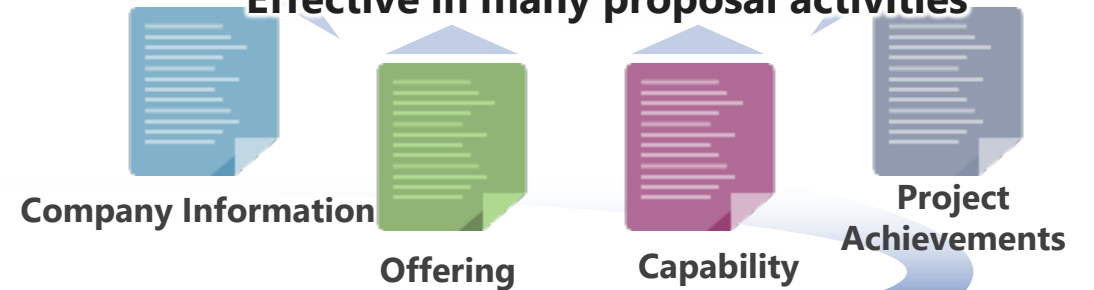 Effective in many proposal activities
Company Information
Offering
Capability
Project
Achievements